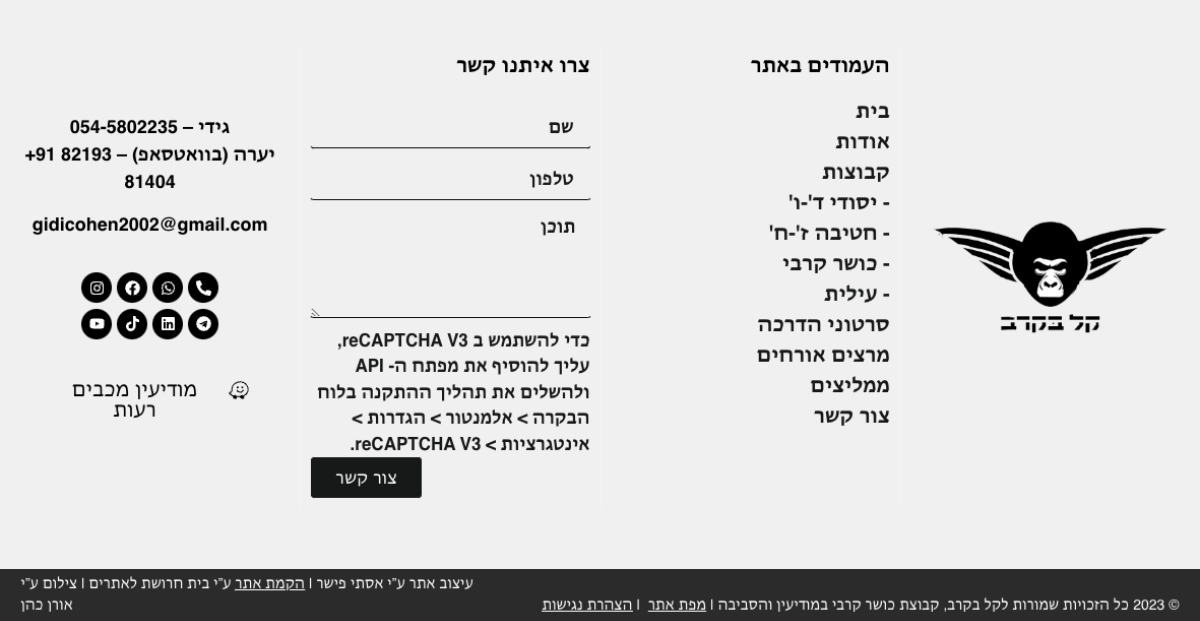 קל בקרב
העמודים באתר
בית
אודות
קבוצות
- יסודי ד'-ו'
- חטיבה ז'-ח'
- כושר קרבי
- עילית
סרטוני הדרכה
מרצים אורחים
ממליצים
צור קשר
צרו איתנו קשר
שם
טלפון
תוכן
כדי להשתמש ב reCAPTCHA V3,
עליך להוסיף את מפתח ה- API
ולהשלים את תהליך ההתקנה בלוח
הבקרה > אלמנטור > הגדרות >
אינטגרציות > reCAPTCHA V3.
צור קשר
גידי – 054-5802235
יערה (בוואטסאפ) – 82193 91+
81404
gidicohen2002@gmail.com
מודיעין מכבים
רעות
© 2023 כל הזכויות שמורות לקל בקרב, קבוצת כושר קרבי במודיעין והסביבה | מפת אתר | הצהרת נגישות
עיצוב אתר ע״י אסתי פישר | הקמת אתר ע״י בית חרושת לאתרים | צילום ע״י
אורן כהן